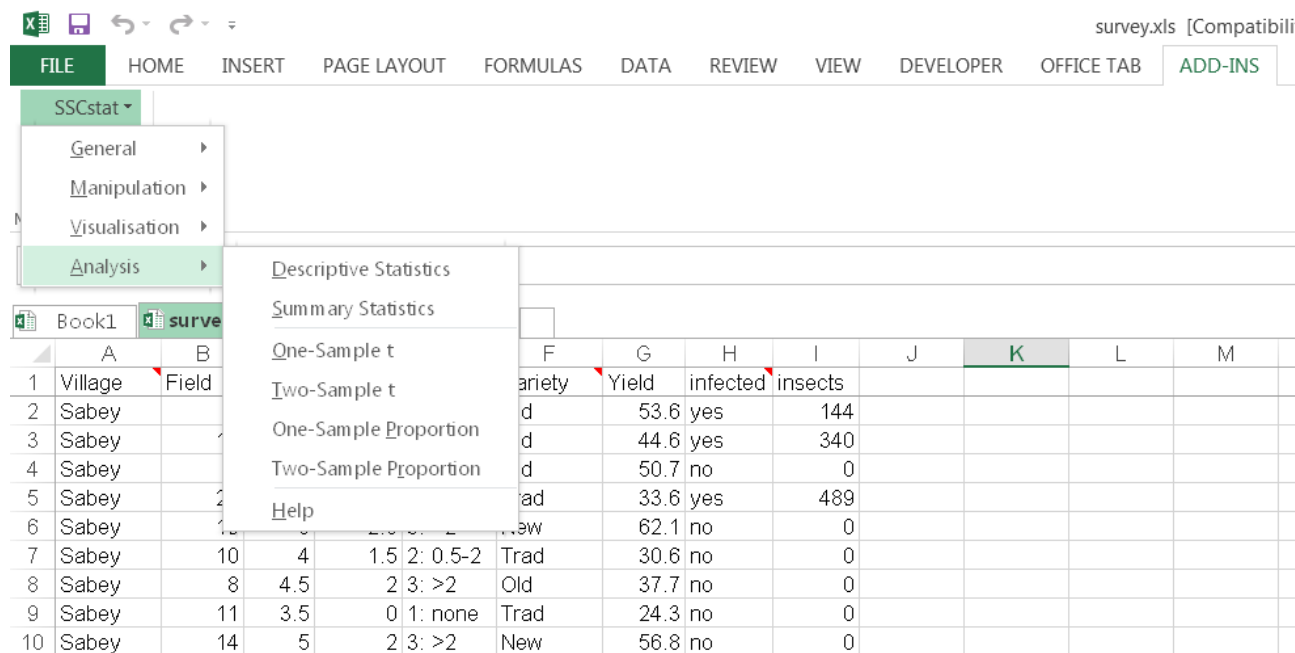 survey.xls [Compatibili
FILE HOME INSERT PAGE LAYOUT FORMULAS DATA REVIEW VIEW DEVELOPER OFFICE TAB ADD-INS
SSCstat
General
Manipulation
Visualisation
Analysis
Descriptive Statistics
Summary Statistics
One-Sample t
Two-Sample t
One-Sample Proportion
Two-Sample Proportion
Help
Book1 surve
A B F G H I J K L M
1 Village Field ariety Yield infected insects
2 Sabey d 53.6 yes 144
3 Sabey d 44.6 yes 340
4 Sabey d 50.7 no 0
5 Sabey rad 33.6 yes 489
6 Sabey ew 62.1 no 0
7 Sabey 10 4 1.5 2: 0.5-2 Trad 30.6 no 0
8 Sabey 8 4.5 2 3: >2 Old 37.7 no 0
9 Sabey 11 3.5 0 1: none Trad 24.3 no 0
10 Sabey 14 5 2 3: >2 New 56.8 no 0